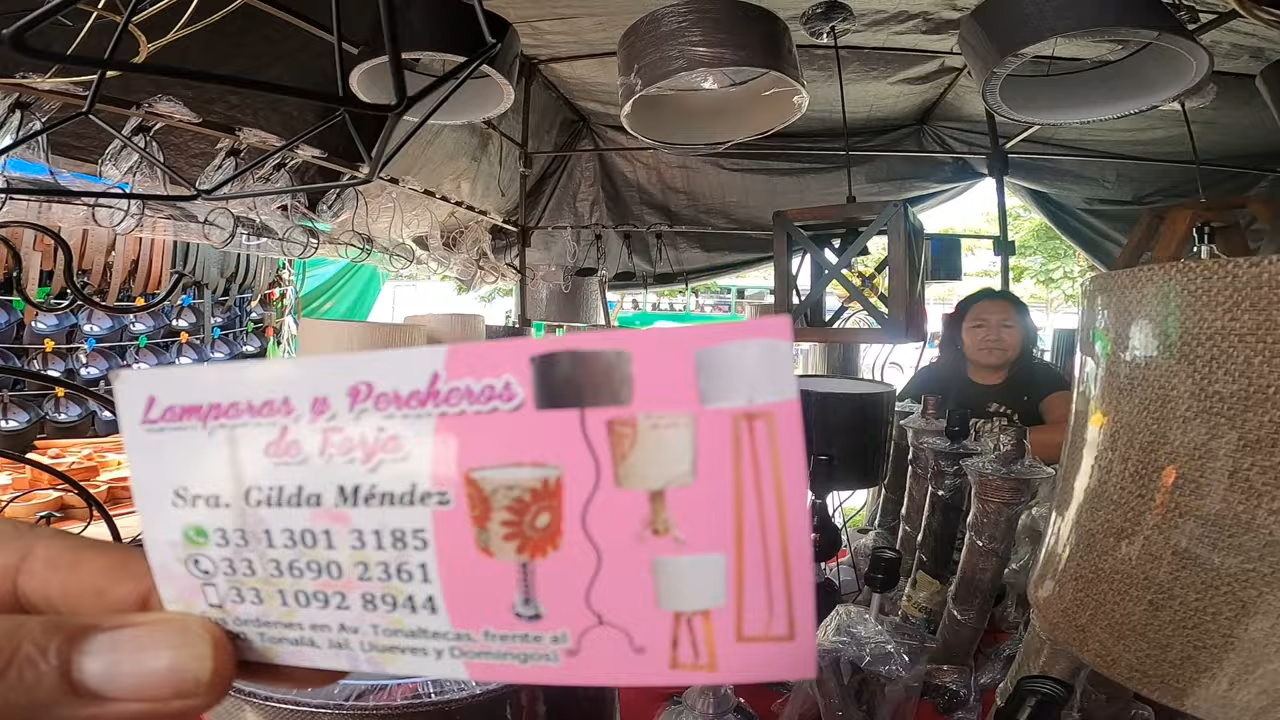 Lamparas y Percheros
de Forja
Sra. Gilda Méndez
33 1301 3185
33 3690 2361
33 1092 8944
órdenes en Av. Tonaltecas, frente al
Tonalá, Jal. (Jueves y Domingos)